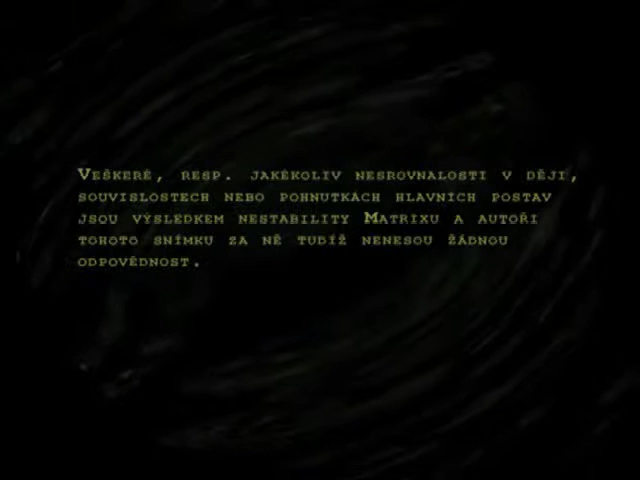 Veškeré, resp. jakékoliv nesrovnalosti v ději,
souvislostech nebo pohnutkách hlavních postav
jsou výsledkem nestability Matrixu a autoři
tohoto snímku za ně tudíž nenesou žádnou
odpovědnost.